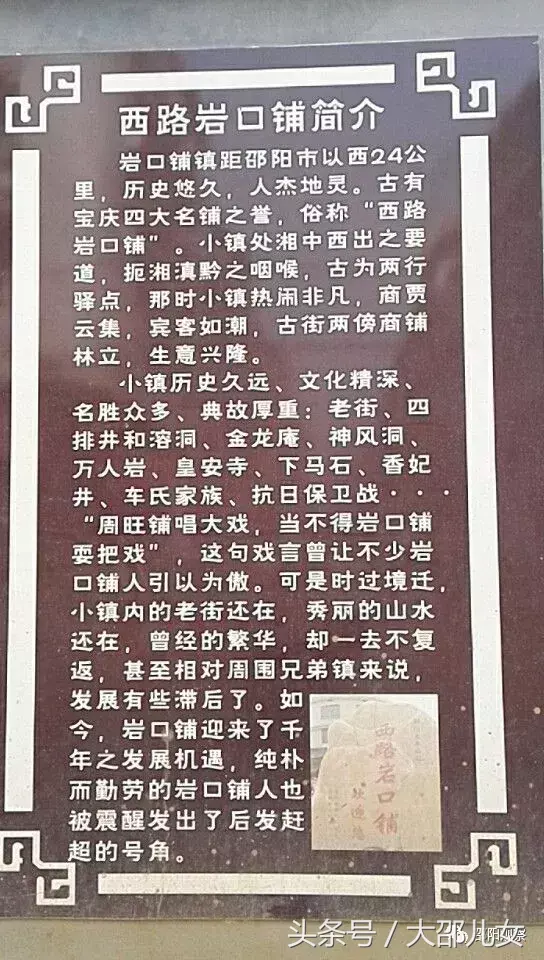 西路岩口铺简介
岩口铺镇距邵阳市以西24公
里，历史悠久，人杰地灵。古有
宝庆四大名铺之誉，俗称“西路
岩口铺”。小镇处湘中西出之要
道，扼湘滇黔之咽喉，古为两行
驿点，那时小镇热闹非凡，商贾
云集，宾客如潮，古街两傍商铺
林立，生意兴隆。
小镇历史久远、文化精深、
名胜众多、典故厚重：老街、四
排井和溶洞、金龙庵、神风洞、
万人岩、皇安寺、下马石、香妃
井、车氏家族、抗日保卫战···
“周旺铺唱大戏，当不得岩口铺
耍把戏”，这句戏言曾让不少岩
口铺人引以为傲。可是时过境迁，
小镇内的老街还在，秀丽的山水
还在，曾经的繁华，却一去不复
返，甚至相对周围兄弟镇来说，
发展有些滞后了。如
今，岩口铺迎来了千
年之发展机遇，纯朴
而勤劳的岩口铺人也
被震醒发出了后发赶
超的号角。
西路岩口铺
头条号／大邵儿女